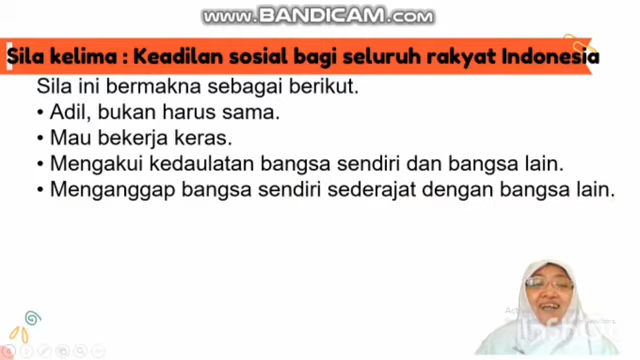 www.BANDICAM.com
Sila kelima : Keadilan sosial bagi seluruh rakyat Indonesia
Sila ini bermakna sebagai berikut.
• Adil, bukan harus sama.
• Mau bekerja keras.
• Mengakui kedaulatan bangsa sendiri dan bangsa lain.
• Menganggap bangsa sendiri sederajat dengan bangsa lain.